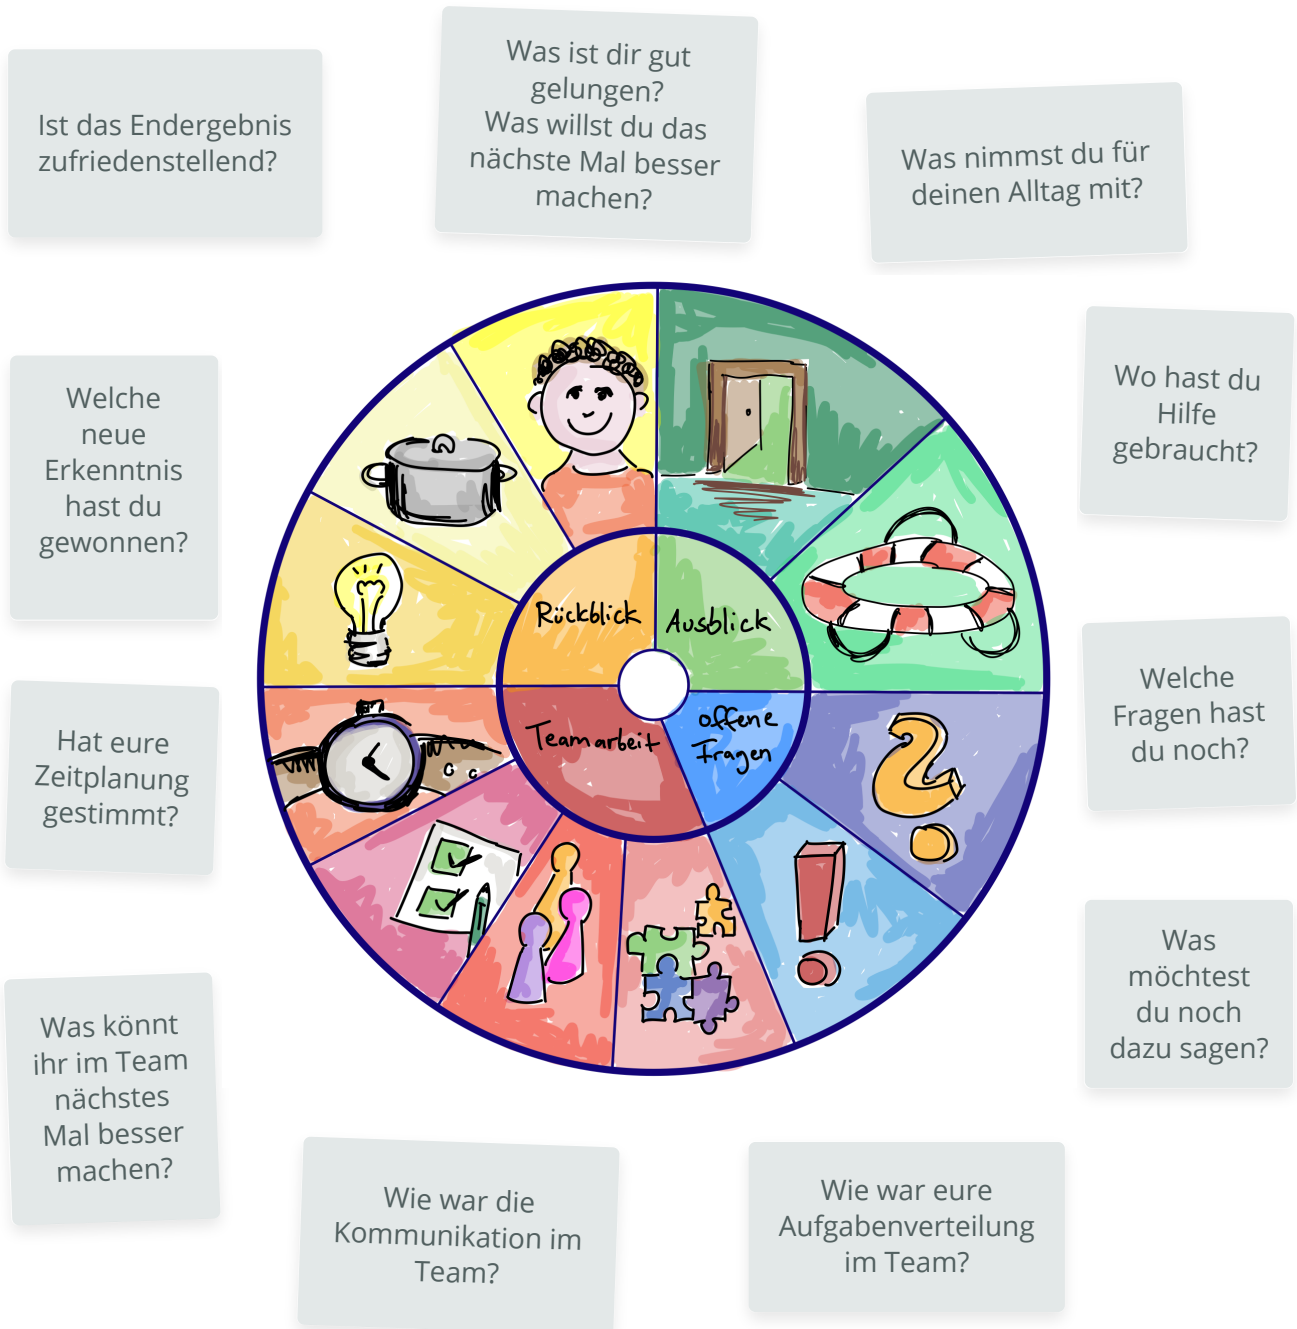 Ist das Endergebnis
zufriedenstellend?
Was ist dir gut
gelungen?
Was willst du das
nächste Mal besser
machen?
Was nimmst du für
deinen Alltag mit?
Wo hast du
Hilfe
gebraucht?
Welche
neue
Erkenntnis
hast du
gewonnen?
Rückblick
Ausblick
Teamarbeit
offene
Fragen
Welche
Fragen hast
du noch?
Hat eure
Zeitplanung
gestimmt?
Was
möchtest
du noch
dazu sagen?
Was könnt
ihr im Team
nächstes
Mal besser
machen?
Wie war die
Kommunikation im
Team?
Wie war eure
Aufgabenverteilung
im Team?